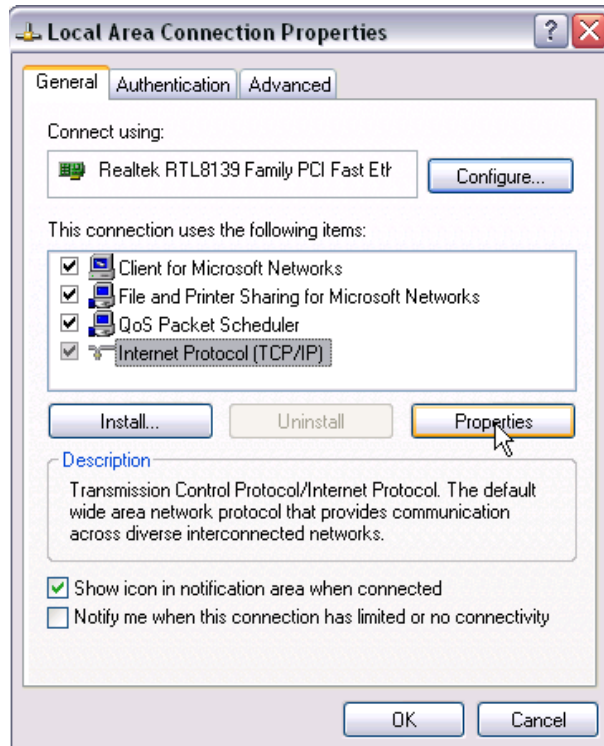 Local Area Connection Properties
General Authentication Advanced
Connect using:
Realtek RTL8139 Family PCI Fast Eth
Configure...
This connection uses the following items:
Client for Microsoft Networks
File and Printer Sharing for Microsoft Networks
QoS Packet Scheduler
Internet Protocol (TCP/IP)
Install... Uninstall Properties
Description
Transmission Control Protocol/Internet Protocol. The default
wide area network protocol that provides communication
across diverse interconnected networks.
Show icon in notification area when connected
Notify me when this connection has limited or no connectivity
OK Cancel